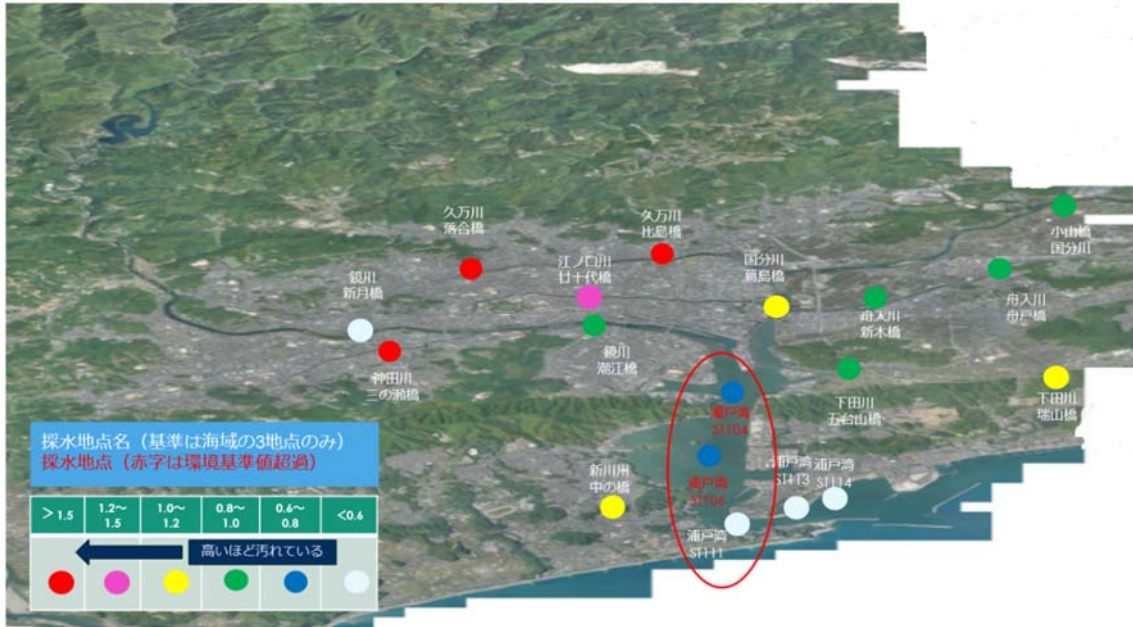 久万川
落合橋
久万川
比島橋
小山橋
国分川
江ノ口川
廿十代橋
国分川
葛島橋
鏡川
新月橋
舟入川
舟戸橋
舟入川
新木橋
鏡川
潮江橋
神田川
三の瀬橋
下田川
五台山橋
下田川
瑞山橋
浦戸湾
ST104
採水地点名（基準は海域の3地点のみ）
採水地点（赤字は環境基準値超過）
新川川
中の橋
浦戸湾
ST106
浦戸湾
ST113
浦戸湾
ST114
浦戸湾
ST111
＞1.5
1.2～
1.5
1.0～
1.2
0.8～
1.0
0.6～
0.8
<0.6
高いほど汚れている